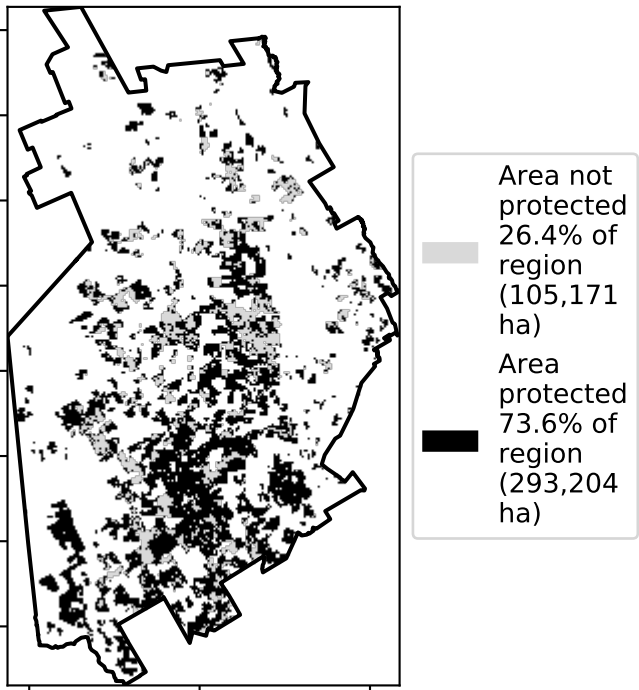 Area not
protected
26.4% of
region
(105,171
ha)
Area
protected
73.6% of
region
(293,204
ha)